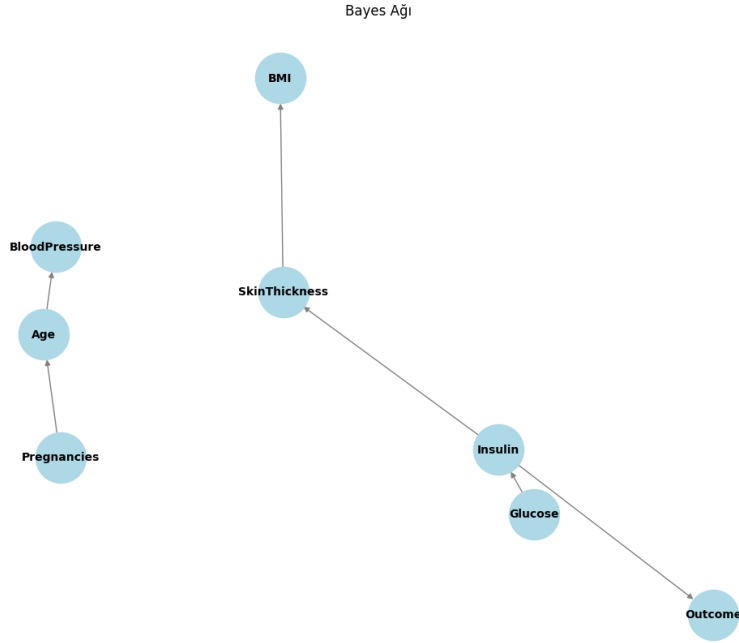 Bayes Ağı
BMI
BloodPressure
SkinThickness
Age
Insulin
Pregnancies
Glucose
Outcome